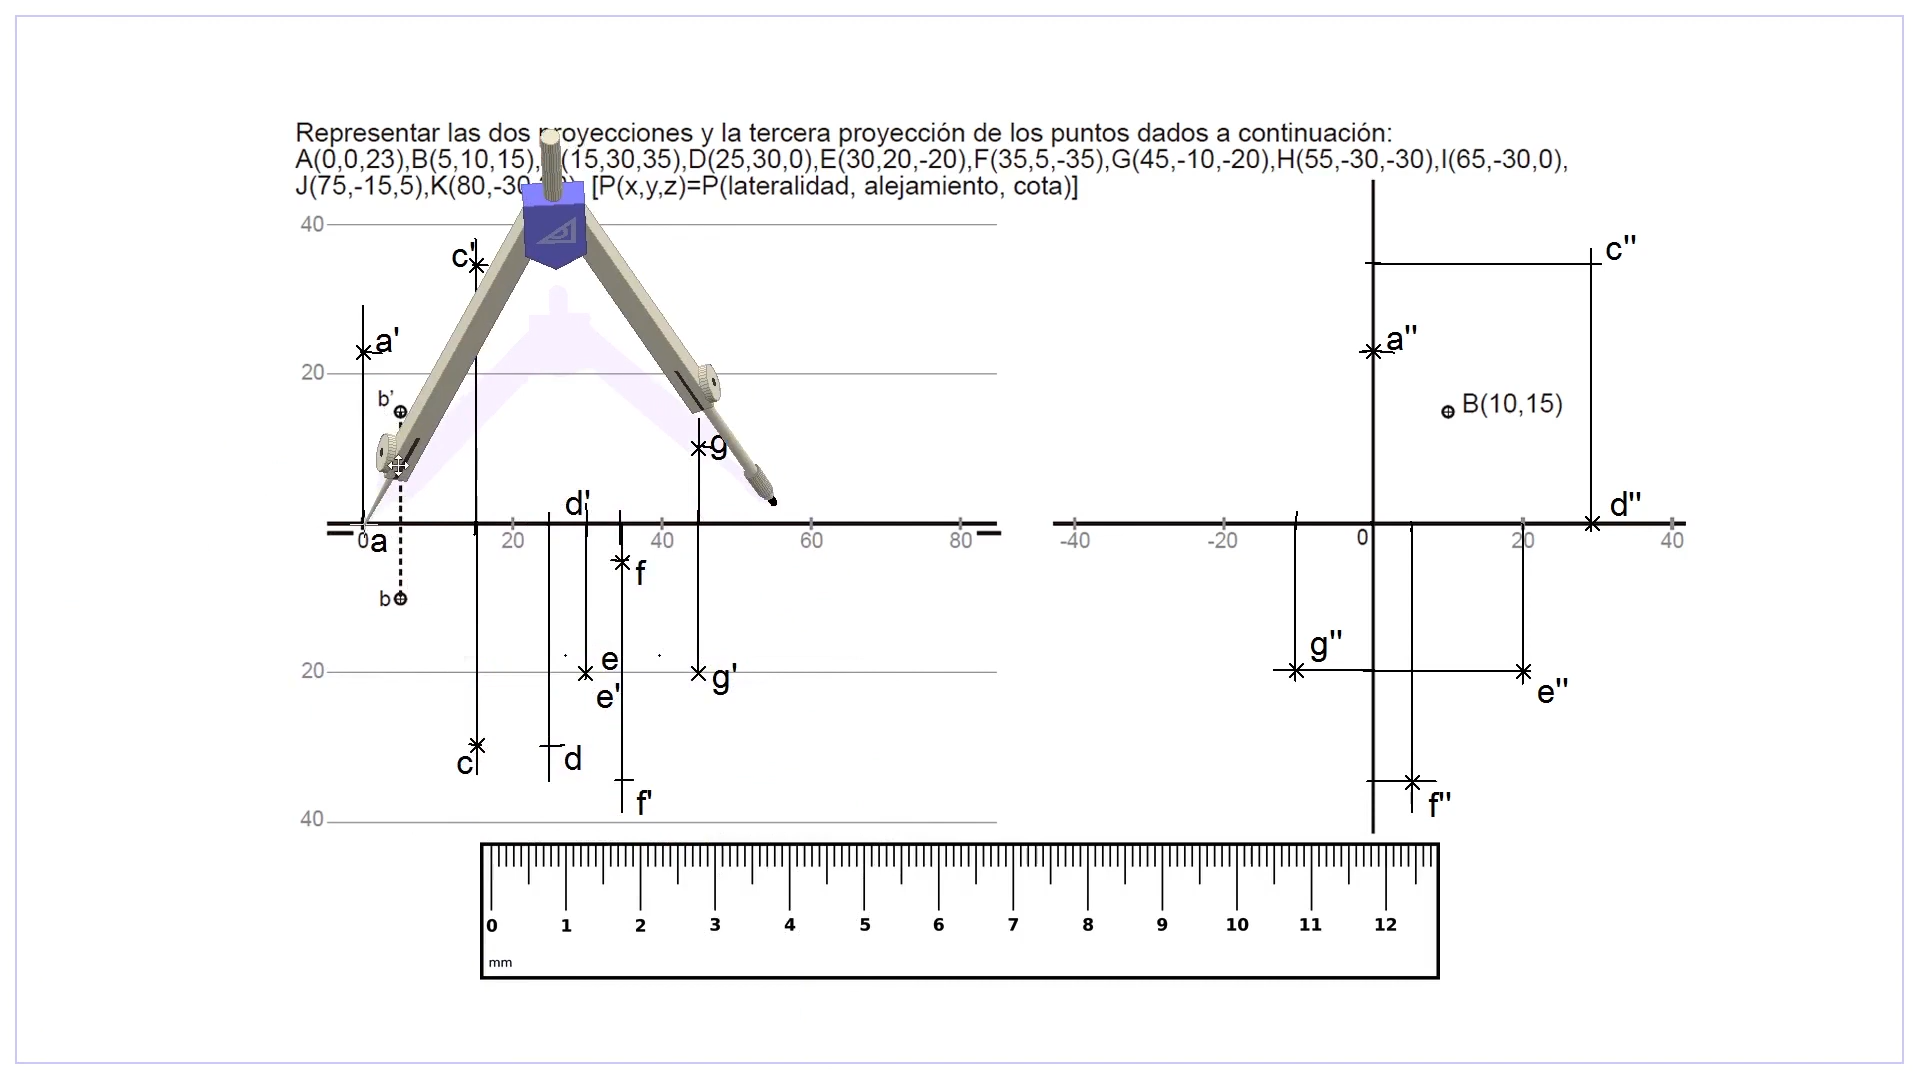 Representar las dos proyecciones y la tercera proyección de los puntos dados a continuación:
A(0,0,23),B(5,10,15), (15,30,35),D(25,30,0),E(30,20,-20),F(35,5,-35),G(45,-10,-20),H(55,-30,-30),I(65,-30,0),
J(75,-15,5),K(80,-30 [P(x,y,z)=P(lateralidad, alejamiento, cota)]
40
c'
c''
a'
a''
20
b'
B(10,15)
g
d'
d''
0
a
20
40
60
80
-40
-20
0
20
40
f
b
g''
e
20
g'
e'
e''
c
d
f'
f''
40
0 1 2 3 4 5 6 7 8 9 10 11 12
mm